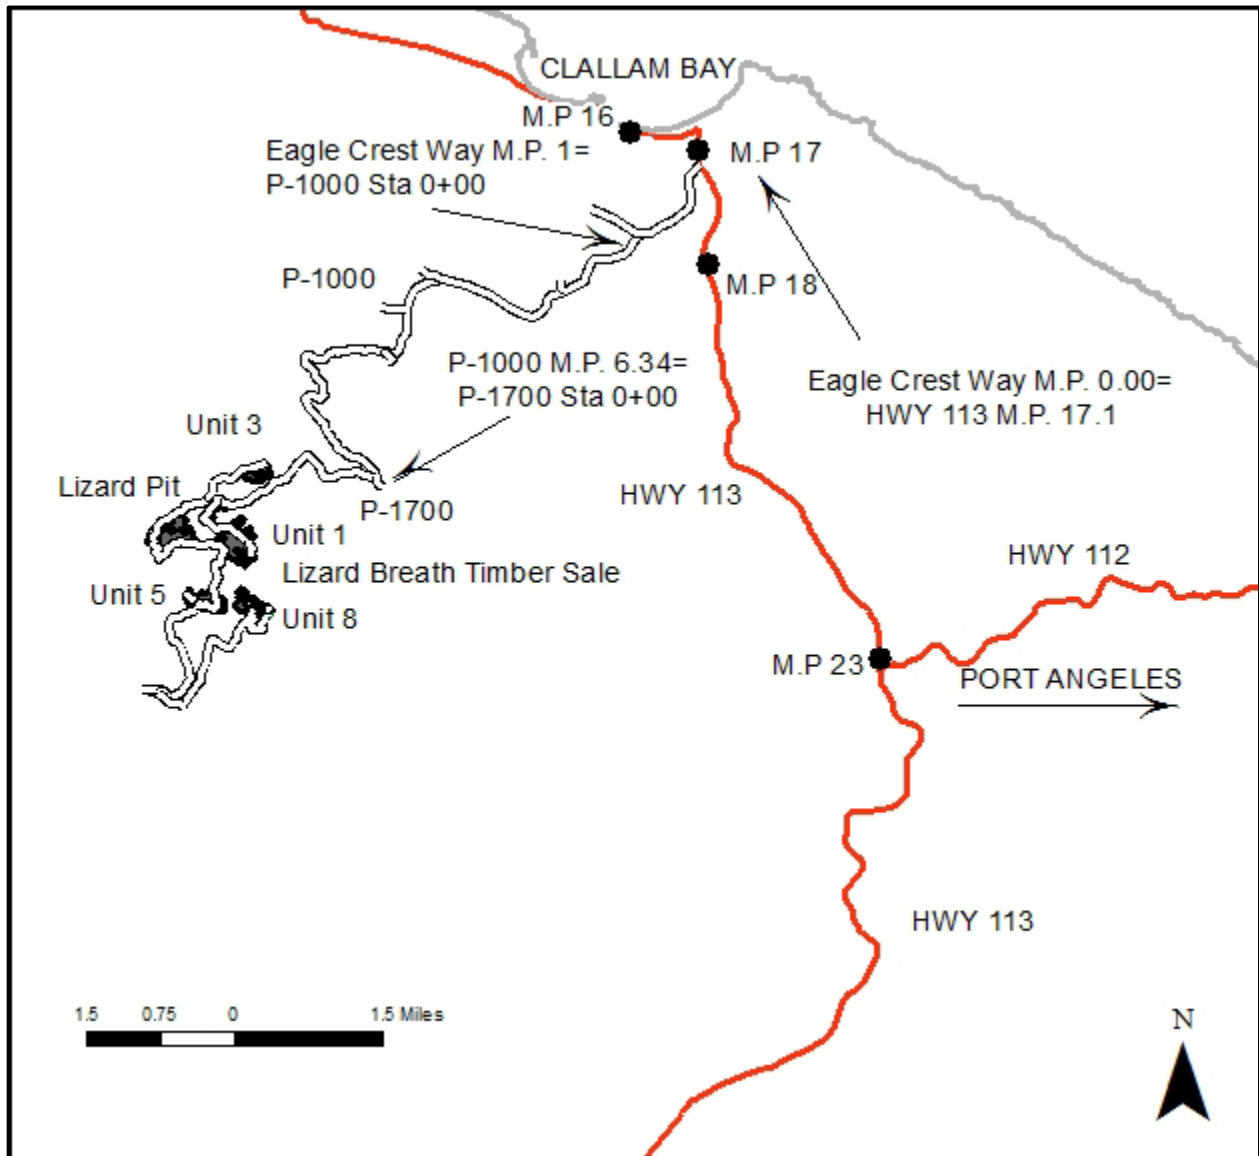 CLALLAM BAY
M.P 16
Eagle Crest Way M.P. 1=
P-1000 Sta 0+00
M.P 17
P-1000
M.P 18
P-1000 M.P. 6.34=
P-1700 Sta 0+00
Eagle Crest Way M.P. 0.00=
HWY 113 M.P. 17.1
Unit 3
Lizard Pit
HWY 113
P-1700
Unit 1
HWY 112
Lizard Breath Timber Sale
Unit 5
Unit 8
M.P 23
PORT ANGELES
HWY 113
1.5 0.75 0 1.5 Miles
N